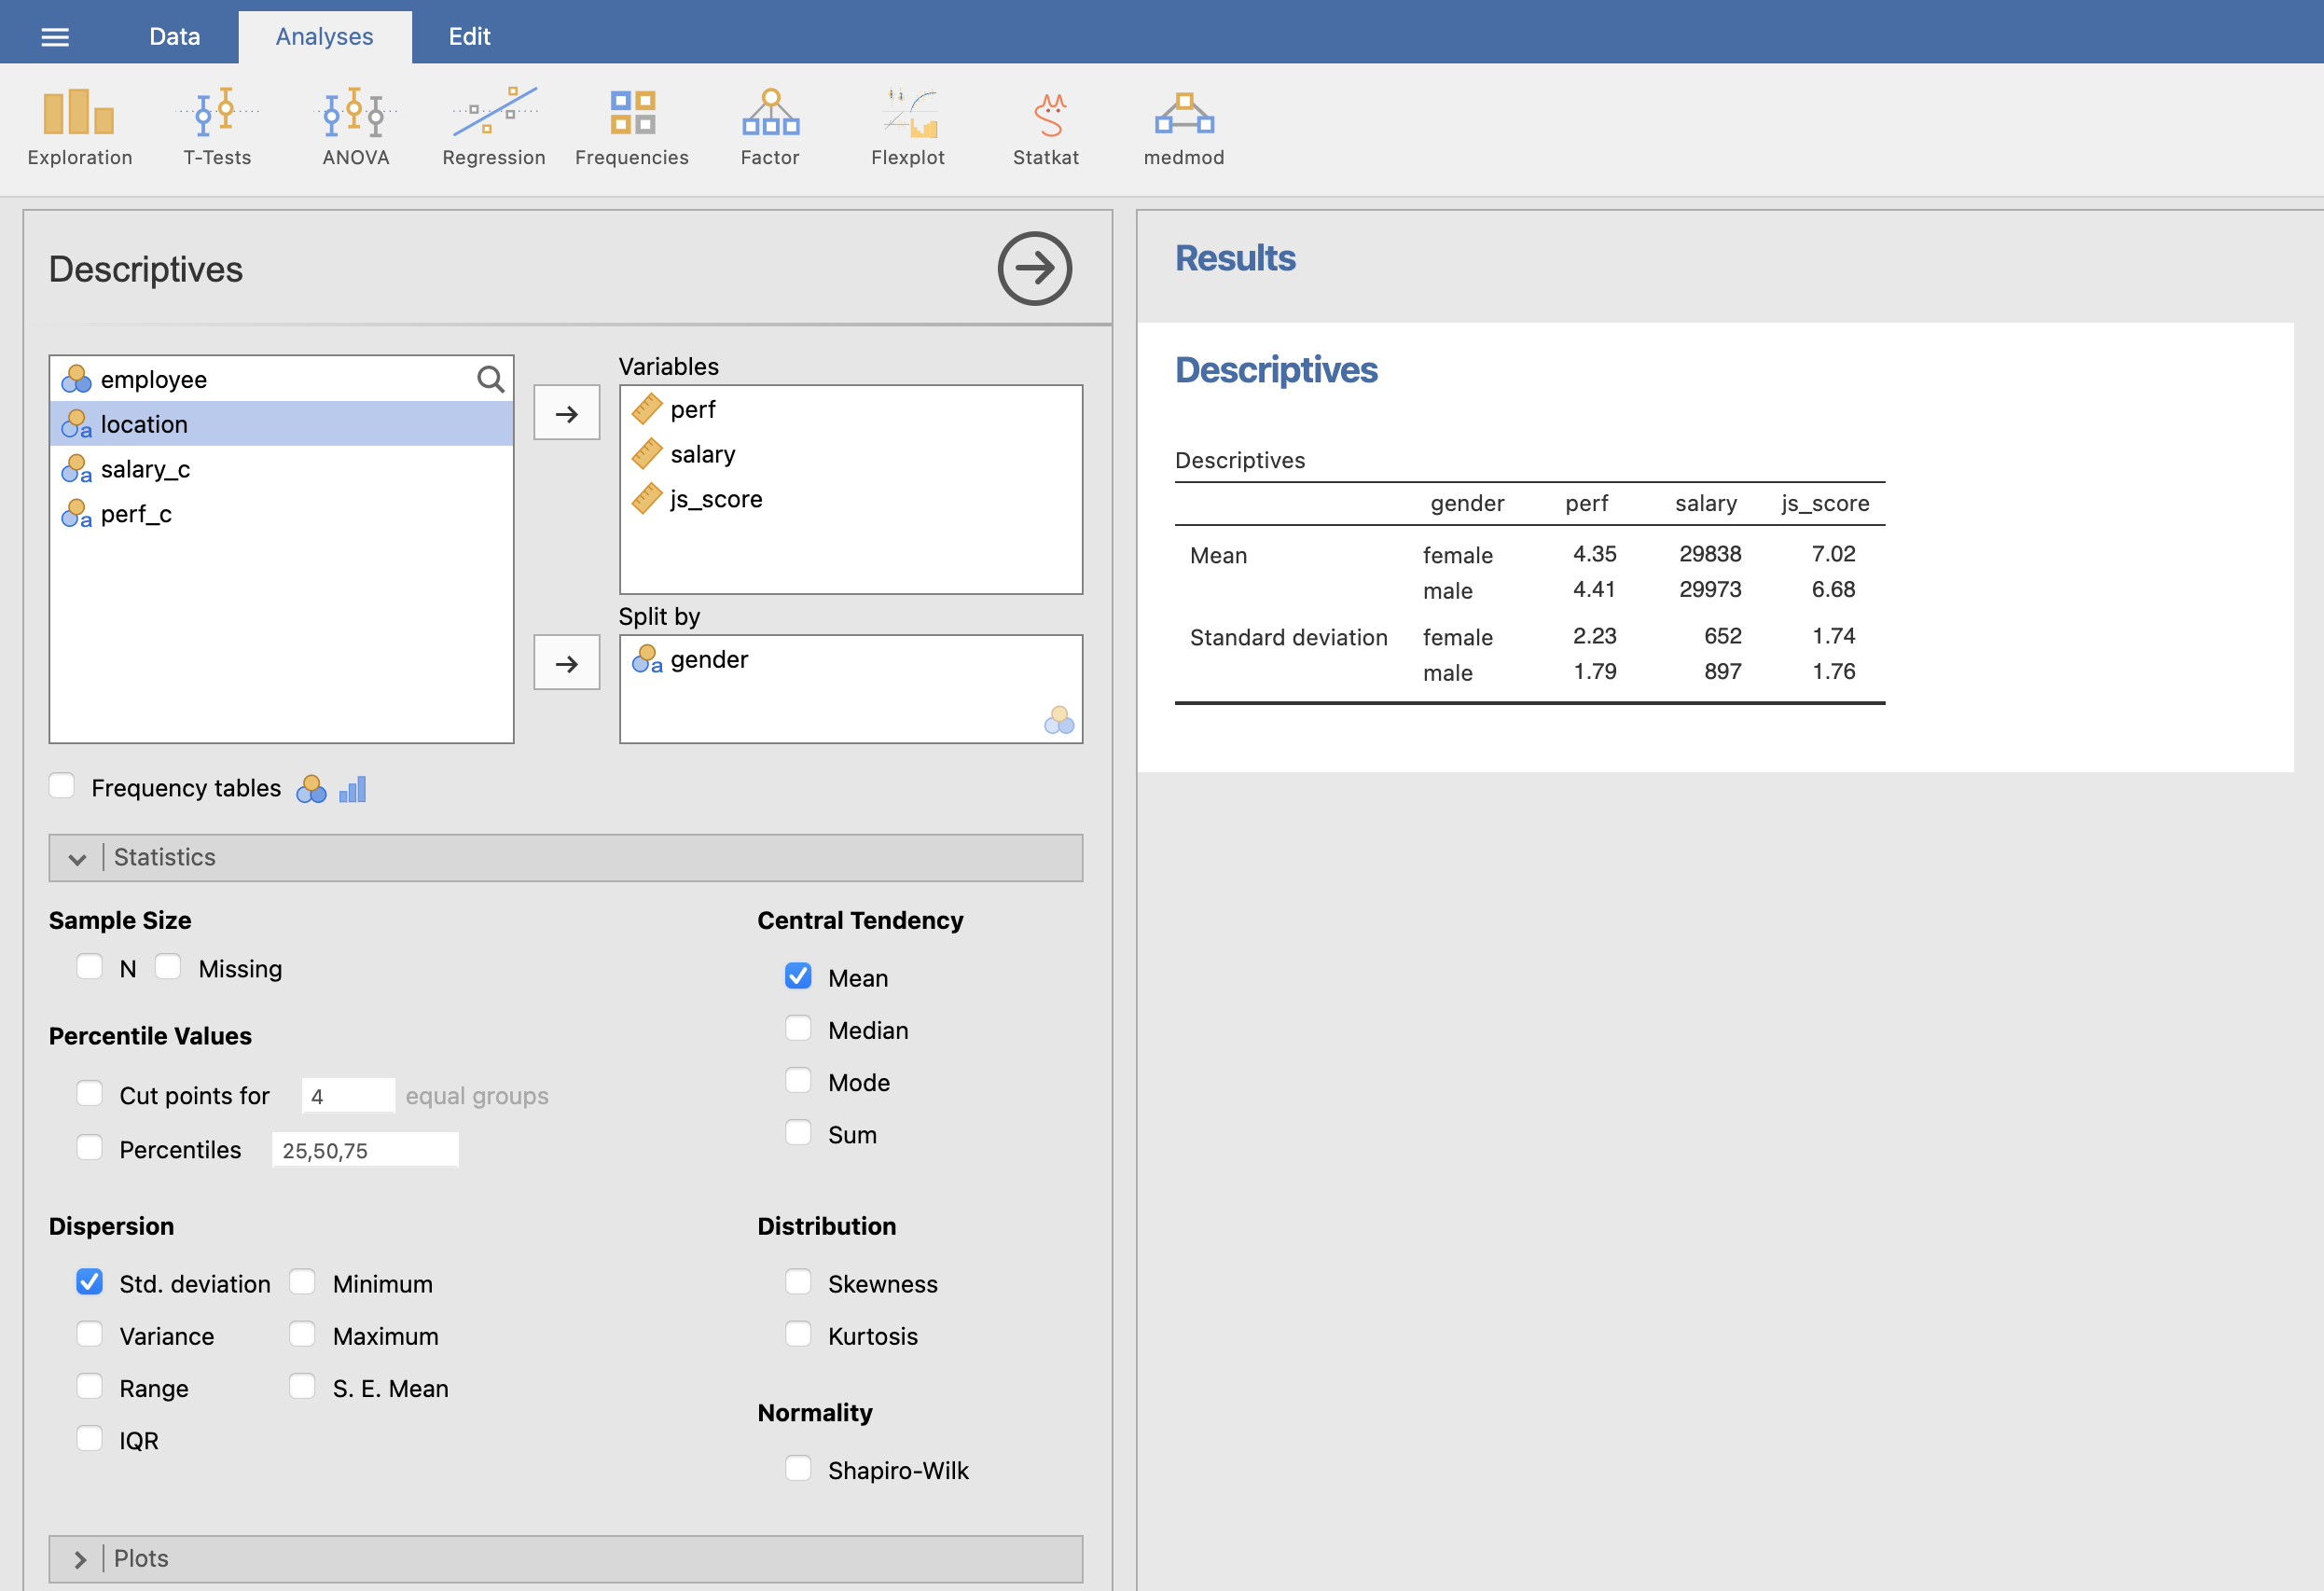 Data Analyses Edit
Exploration T-Tests ANOVA Regression Frequencies Factor Flexplot Statkat medmod
Descriptives
employee
location
salary_c
perf_c
Variables
perf
salary
js_score
Split by
gender
Frequency tables
Statistics
Sample Size
N Missing
Percentile Values
Cut points for 4 equal groups
Percentiles 25,50,75
Dispersion
Std. deviation Minimum
Variance Maximum
Range S. E. Mean
IQR
Central Tendency
Mean
Median
Mode
Sum
Distribution
Skewness
Kurtosis
Normality
Shapiro-Wilk
Plots
Results
Descriptives
Descriptives
gender perf salary js_score
Mean female 4.35 29838 7.02
male 4.41 29973 6.68
Standard deviation female 2.23 652 1.74
male 1.79 897 1.76